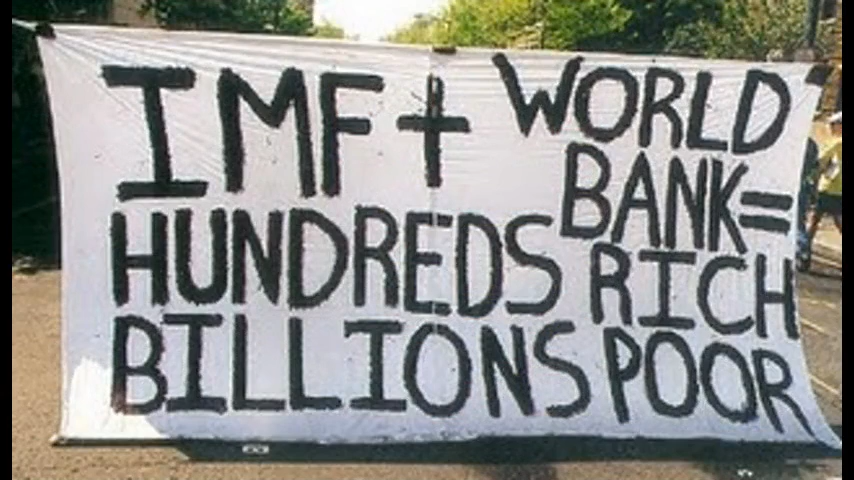 IMF + WORLD
BANK =
HUNDREDS RICH
BILLIONS POOR